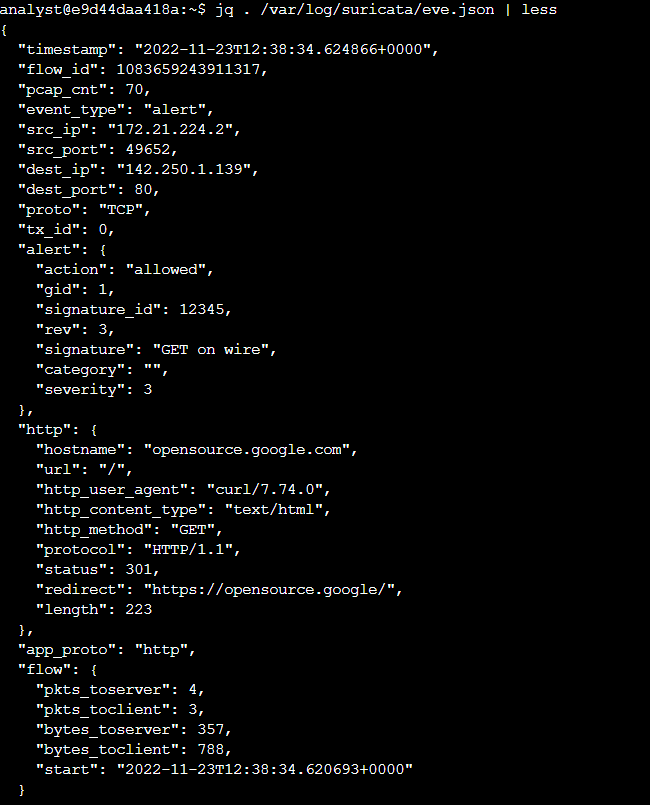 analyst@e9d44daa418a:~$ jq . /var/log/suricata/eve.json | less
{
  "timestamp": "2022-11-23T12:38:34.624866+0000",
  "flow_id": 1083659243911317,
  "pcap_cnt": 70,
  "event_type": "alert",
  "src_ip": "172.21.224.2",
  "src_port": 49652,
  "dest_ip": "142.250.1.139",
  "dest_port": 80,
  "proto": "TCP",
  "tx_id": 0,
  "alert": {
    "action": "allowed",
    "gid": 1,
    "signature_id": 12345,
    "rev": 3,
    "signature": "GET on wire",
    "category": "",
    "severity": 3
  },
  "http": {
    "hostname": "opensource.google.com",
    "url": "/",
    "http_user_agent": "curl/7.74.0",
    "http_content_type": "text/html",
    "http_method": "GET",
    "protocol": "HTTP/1.1",
    "status": 301,
    "redirect": "https://opensource.google/",
    "length": 223
  },
  "app_proto": "http",
  "flow": {
    "pkts_toserver": 4,
    "pkts_toclient": 3,
    "bytes_toserver": 357,
    "bytes_toclient": 788,
    "start": "2022-11-23T12:38:34.620693+0000"
  }